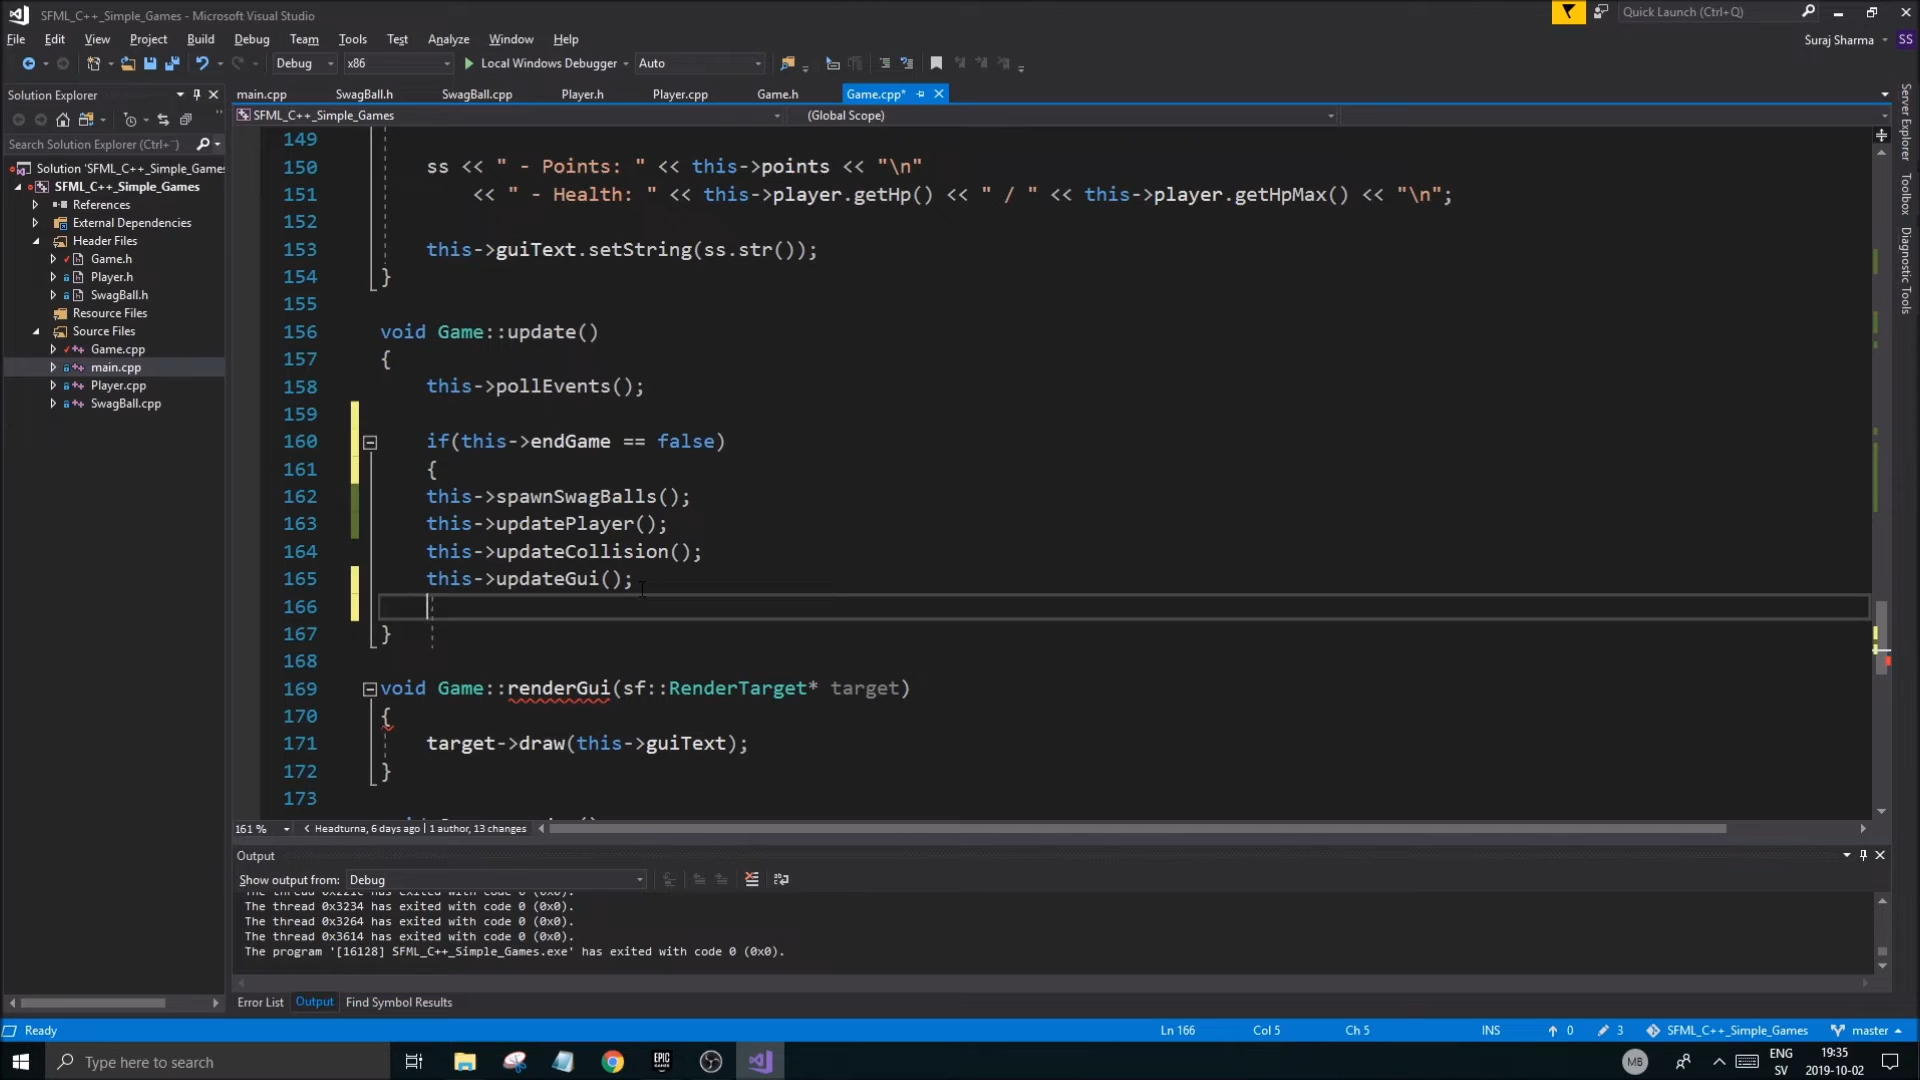 SFML_C++_Simple_Games - Microsoft Visual Studio
Quick Launch (Ctrl+Q)
File Edit View Project Build Debug Team Tools Test Analyze Window Help
Suraj Sharma SS
Debug x86 Local Windows Debugger Auto
Solution Explorer
main.cpp SwagBall.h SwagBall.cpp Player.h Player.cpp Game.h Game.cpp*
SFML_C++_Simple_Games (Global Scope)
Search Solution Explorer (Ctrl+¨)
Solution 'SFML_C++_Simple_Games
SFML_C++_Simple_Games
References
External Dependencies
Header Files
Game.h
Player.h
SwagBall.h
Resource Files
Source Files
Game.cpp
main.cpp
Player.cpp
SwagBall.cpp
149
150 ss << " - Points: " << this->points << "\n"
151 << " - Health: " << this->player.getHp() << " / " << this->player.getHpMax() << "\n";
152
153 this->guiText.setString(ss.str());
154 }
155
156 void Game::update()
157 {
158 this->pollEvents();
159
160 if(this->endGame == false)
161 {
162 this->spawnSwagBalls();
163 this->updatePlayer();
164 this->updateCollision();
165 this->updateGui();
166
167 }
168
169 void Game::renderGui(sf::RenderTarget* target)
170 {
171 target->draw(this->guiText);
172 }
173
Server Explorer
Toolbox
Diagnostic Tools
161 % Headturna, 6 days ago | 1 author, 13 changes
Output
Show output from: Debug
The thread 0x3234 has exited with code 0 (0x0).
The thread 0x3264 has exited with code 0 (0x0).
The thread 0x3614 has exited with code 0 (0x0).
The program '[16128] SFML_C++_Simple_Games.exe' has exited with code 0 (0x0).
Error List Output Find Symbol Results
Ready Ln 166 Col 5 Ch 5 INS 0 3 SFML_C++_Simple_Games master
Type here to search
EPIC GAMES
MB
ENG
SV
19:35
2019-10-02